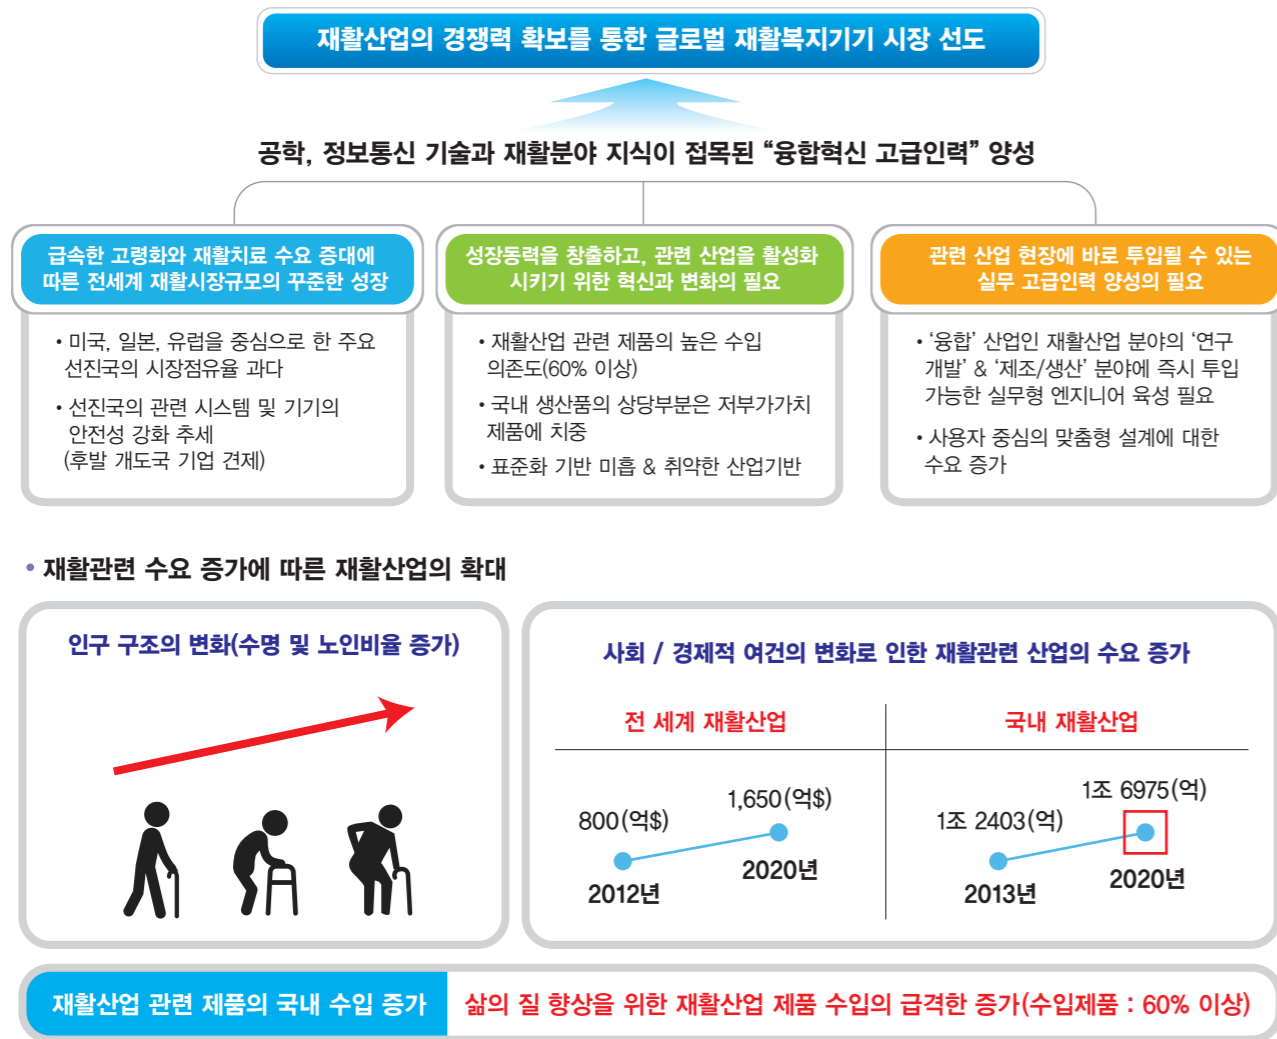 재활산업의 경쟁력 확보를 통한 글로벌 재활복지기기 시장 선도
공학, 정보통신 기술과 재활분야 지식이 접목된 “융합혁신 고급인력” 양성
급속한 고령화와 재활치료 수요 증대에
따른 전세계 재활시장규모의 꾸준한 성장
• 미국, 일본, 유럽을 중심으로 한 주요
선진국의 시장점유율 과다
• 선진국의 관련 시스템 및 기기의
안전성 강화 추세
(후발 개도국 기업 견제)
성장동력을 창출하고, 관련 산업을 활성화
시키기 위한 혁신과 변화의 필요
• 재활산업 관련 제품의 높은 수입
의존도(60% 이상)
• 국내 생산품의 상당부분은 저부가가치
제품에 치중
• 표준화 기반 미흡 & 취약한 산업기반
관련 산업 현장에 바로 투입될 수 있는
실무 고급인력 양성의 필요
• ‘융합’ 산업인 재활산업 분야의 ‘연구
개발’ & ‘제조/생산’ 분야에 즉시 투입
가능한 실무형 엔지니어 육성 필요
• 사용자 중심의 맞춤형 설계에 대한
수요 증가
• 재활관련 수요 증가에 따른 재활산업의 확대
인구 구조의 변화(수명 및 노인비율 증가)
사회 / 경제적 여건의 변화로 인한 재활관련 산업의 수요 증가
전 세계 재활산업
800(억$)
1,650(억$)
2012년
2020년
국내 재활산업
1조 2403(억)
1조 6975(억)
2013년
2020년
재활산업 관련 제품의 국내 수입 증가
삶의 질 향상을 위한 재활산업 제품 수입의 급격한 증가(수입제품 : 60% 이상)